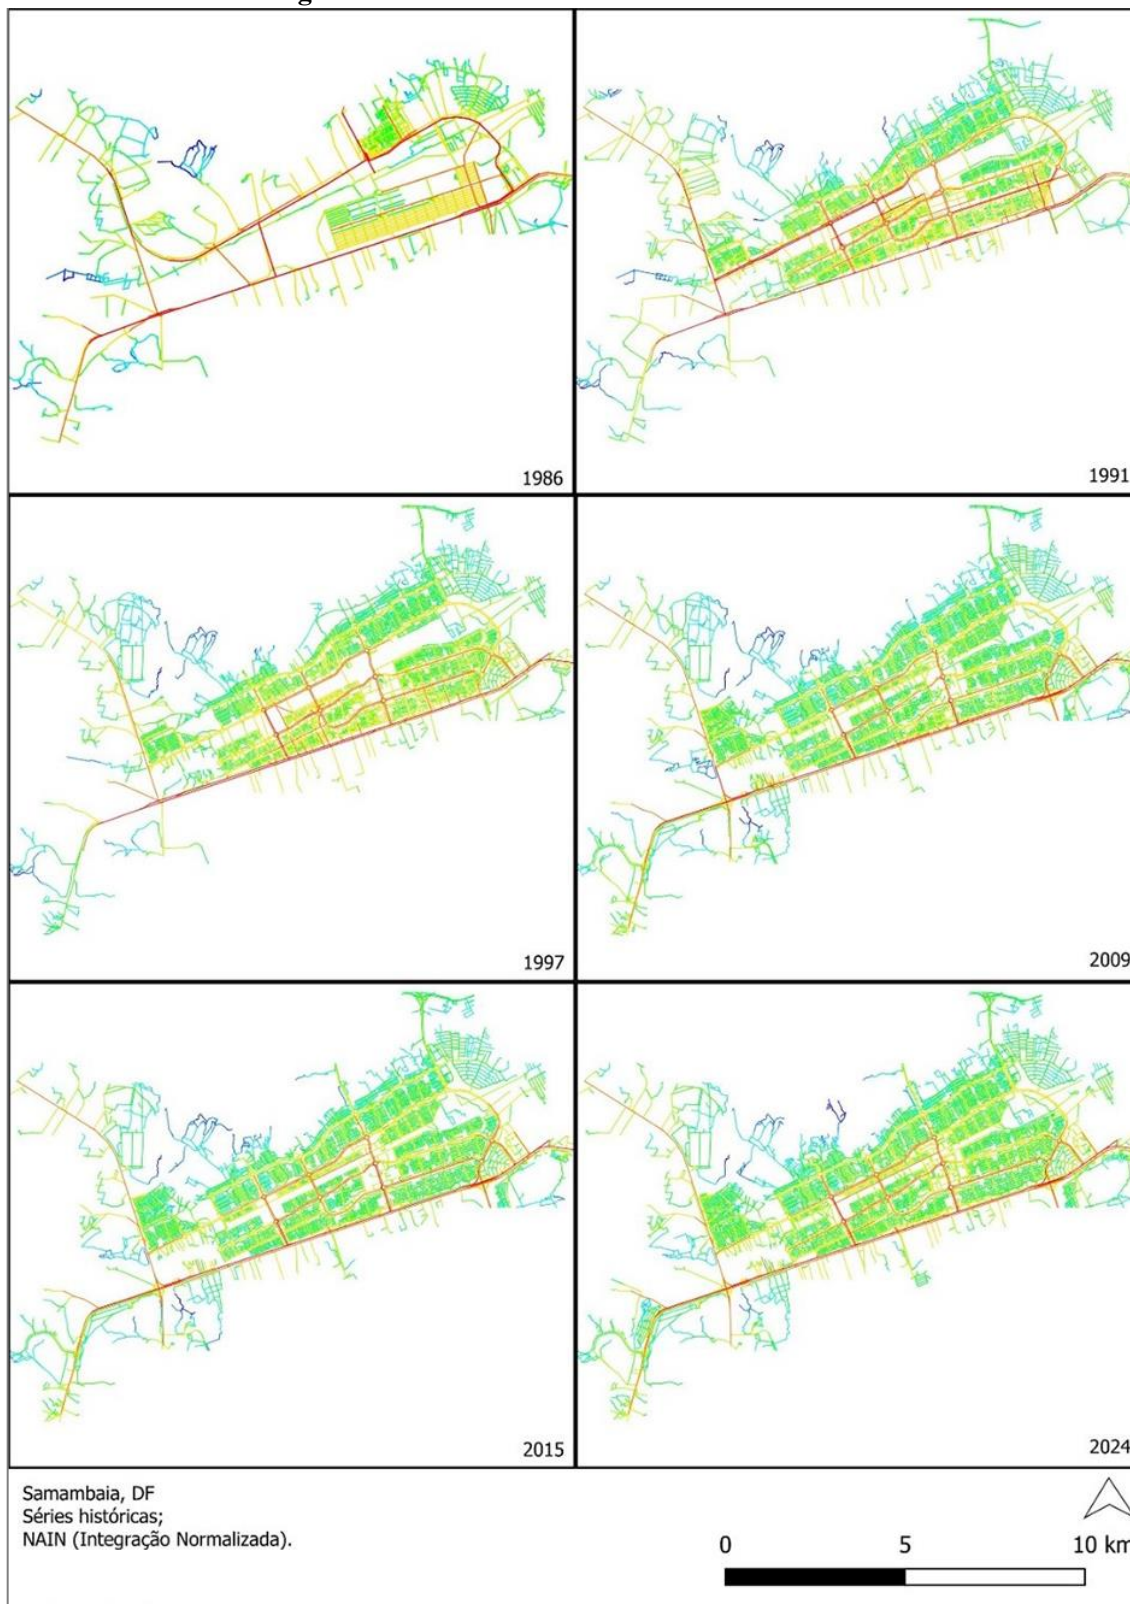 1986
1991
1997
2009
2015
2024
Samambaia, DF
Séries históricas;
NAIN (Integração Normalizada).
0 5 10 km